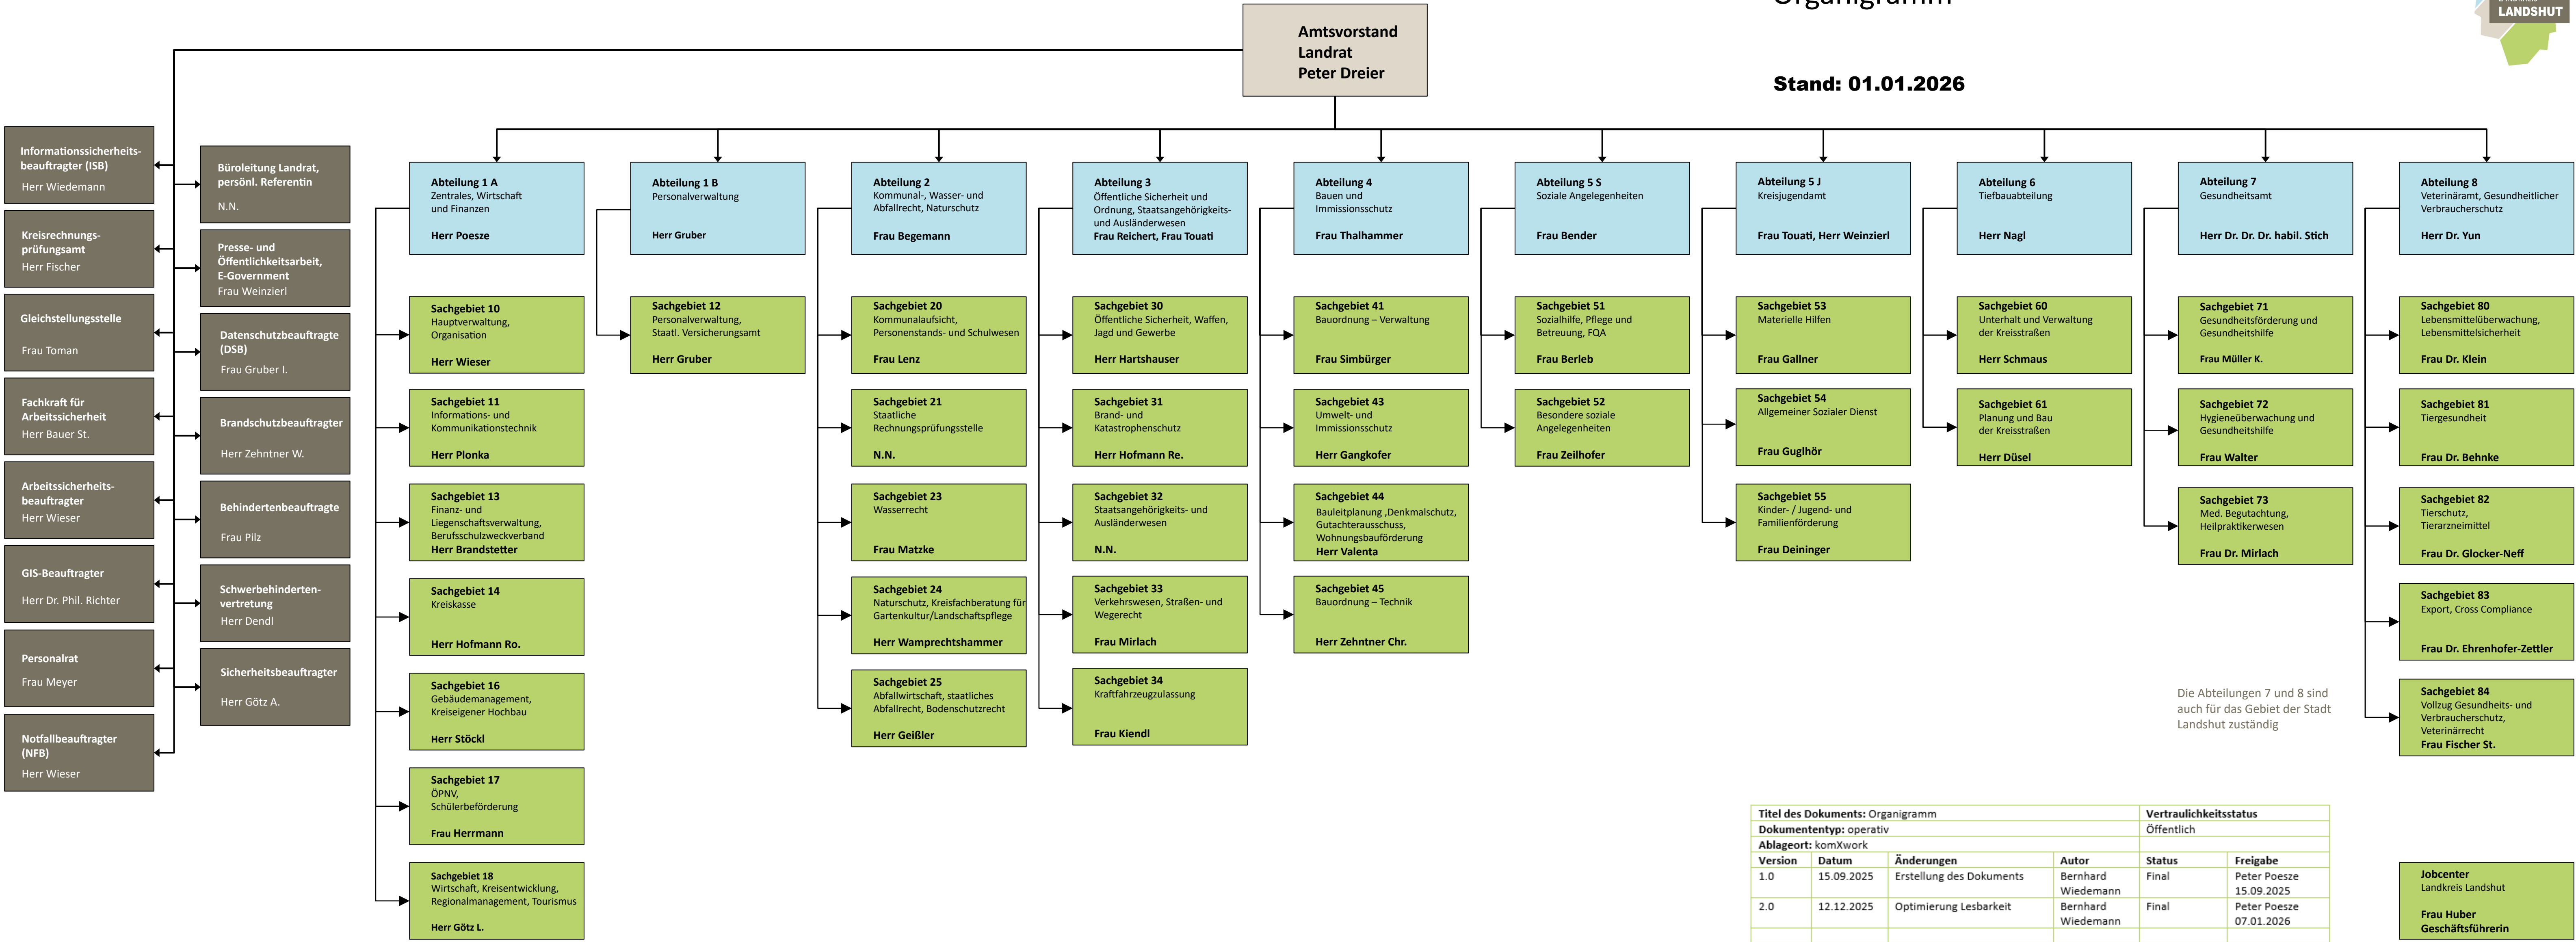 Organigramm
LANDSHUT
Stand: 01.01.2026
Amtsvorstand
Landrat
Peter Dreier
Informationssicherheits-
beauftragter (ISB)
Herr Wiedemann
Kreisrechnungs-
prüfungsamt
Herr Fischer
Gleichstellungsstelle
Frau Toman
Fachkraft für
Arbeitssicherheit
Herr Bauer St.
Arbeitssicherheits-
beauftragter
Herr Wieser
GIS-Beauftragter
Herr Dr. Phil. Richter
Personalrat
Frau Meyer
Notfallbeauftragter
(NFB)
Herr Wieser
Büroleitung Landrat,
persönl. Referentin
N.N.
Presse- und
Öffentlichkeitsarbeit,
E-Government
Frau Weinzierl
Datenschutzbeauftragte
(DSB)
Frau Gruber I.
Brandschutzbeauftragter
Herr Zehntner W.
Behindertenbeauftragte
Frau Pilz
Schwerbehinderten-
vertretung
Herr Dendl
Sicherheitsbeauftragter
Herr Götz A.
Abteilung 1 A
Zentrales, Wirtschaft
und Finanzen
Herr Poesze
Sachgebiet 10
Hauptverwaltung,
Organisation
Herr Wieser
Sachgebiet 11
Informations- und
Kommunikationstechnik
Herr Plonka
Sachgebiet 13
Finanz- und
Liegenschaftsverwaltung,
Berufsschulzweckverband
Herr Brandstetter
Sachgebiet 14
Kreiskasse
Herr Hofmann Ro.
Sachgebiet 16
Gebäudemanagement,
Kreiseigener Hochbau
Herr Stöckl
Sachgebiet 17
ÖPNV,
Schülerbeförderung
Frau Herrmann
Sachgebiet 18
Wirtschaft, Kreisentwicklung,
Regionalmanagement, Tourismus
Herr Götz L.
Abteilung 1 B
Personalverwaltung
Herr Gruber
Sachgebiet 12
Personalverwaltung,
Staatl. Versicherungsamt
Herr Gruber
Abteilung 2
Kommunal-, Wasser- und
Abfallrecht, Naturschutz
Frau Begemann
Sachgebiet 20
Kommunalaufsicht,
Personenstands- und Schulwesen
Frau Lenz
Sachgebiet 21
Staatliche
Rechnungsprüfungsstelle
N.N.
Sachgebiet 23
Wasserrecht
Frau Matzke
Sachgebiet 24
Naturschutz, Kreisfachberatung für
Gartenkultur/Landschaftspflege
Herr Wamprechtshammer
Sachgebiet 25
Abfallwirtschaft, staatliches
Abfallrecht, Bodenschutzrecht
Herr Geißler
Abteilung 3
Öffentliche Sicherheit und
Ordnung, Staatsangehörigkeits-
und Ausländerwesen
Frau Reichert, Frau Touati
Sachgebiet 30
Öffentliche Sicherheit, Waffen,
Jagd und Gewerbe
Herr Hartshauser
Sachgebiet 31
Brand- und
Katastrophenschutz
Herr Hofmann Re.
Sachgebiet 32
Staatsangehörigkeits- und
Ausländerwesen
N.N.
Sachgebiet 33
Verkehrswesen, Straßen- und
Wegerecht
Frau Mirlach
Sachgebiet 34
Kraftfahrzeugzulassung
Frau Kiendl
Abteilung 4
Bauen und
Immissionsschutz
Frau Thalhammer
Sachgebiet 41
Bauordnung – Verwaltung
Frau Simbürger
Sachgebiet 43
Umwelt- und
Immissionsschutz
Herr Gangkofer
Sachgebiet 44
Bauleitplanung ,Denkmalschutz,
Gutachterausschuss,
Wohnungsbauförderung
Herr Valenta
Sachgebiet 45
Bauordnung – Technik
Herr Zehntner Chr.
Abteilung 5 S
Soziale Angelegenheiten
Frau Bender
Sachgebiet 51
Sozialhilfe, Pflege und
Betreuung, FQA
Frau Berleb
Sachgebiet 52
Besondere soziale
Angelegenheiten
Frau Zeilhofer
Abteilung 5 J
Kreisjugendamt
Frau Touati, Herr Weinzierl
Sachgebiet 53
Materielle Hilfen
Frau Gallner
Sachgebiet 54
Allgemeiner Sozialer Dienst
Frau Guglhör
Sachgebiet 55
Kinder- / Jugend- und
Familienförderung
Frau Deininger
Abteilung 6
Tiefbauabteilung
Herr Nagl
Sachgebiet 60
Unterhalt und Verwaltung
der Kreisstraßen
Herr Schmaus
Sachgebiet 61
Planung und Bau
der Kreisstraßen
Herr Düsel
Abteilung 7
Gesundheitsamt
Herr Dr. Dr. Dr. habil. Stich
Sachgebiet 71
Gesundheitsförderung und
Gesundheitshilfe
Frau Müller K.
Sachgebiet 72
Hygieneüberwachung und
Gesundheitshilfe
Frau Walter
Sachgebiet 73
Med. Begutachtung,
Heilpraktikerwesen
Frau Dr. Mirlach
Abteilung 8
Veterinäramt, Gesundheitlicher
Verbraucherschutz
Herr Dr. Yun
Sachgebiet 80
Lebensmittelüberwachung,
Lebensmittelsicherheit
Frau Dr. Klein
Sachgebiet 81
Tiergesundheit
Frau Dr. Behnke
Sachgebiet 82
Tierschutz,
Tierarzneimittel
Frau Dr. Glocker-Neff
Sachgebiet 83
Export, Cross Compliance
Frau Dr. Ehrenhofer-Zettler
Sachgebiet 84
Vollzug Gesundheits- und
Verbraucherschutz,
Veterinärrecht
Frau Fischer St.
Die Abteilungen 7 und 8 sind
auch für das Gebiet der Stadt
Landshut zuständig
Titel des Dokuments: Organigramm Vertraulichkeitsstatus
Dokumententyp: operativ Öffentlich
Ablageort: komXwork
Version Datum Änderungen Autor Status Freigabe
1.0 15.09.2025 Erstellung des Dokuments Bernhard Wiedemann Final Peter Poesze 15.09.2025
2.0 12.12.2025 Optimierung Lesbarkeit Bernhard Wiedemann Final Peter Poesze 07.01.2026
Jobcenter
Landkreis Landshut
Frau Huber
Geschäftsführerin